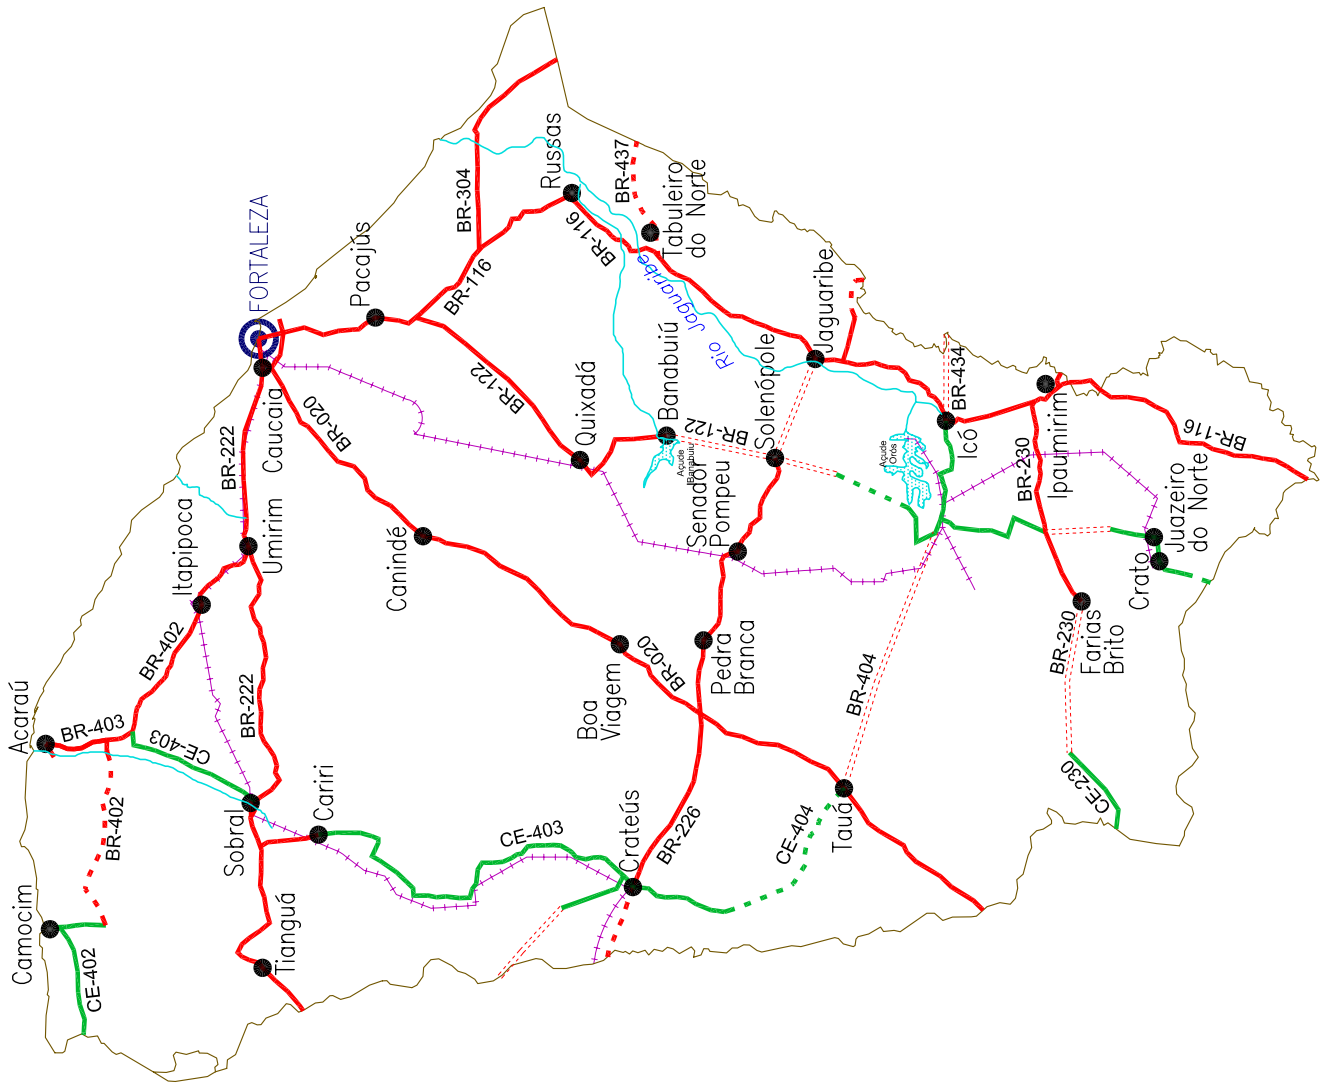 Camocim
CE-402
Acaraú
BR-403
BR-402
CE-403
BR-402
Itapipoca
BR-222
Umirim
BR-222
Sobral
Tianguá
Cariri
CE-403
FORTALEZA
Caucaia
BR-020
Pacajús
BR-304
BR-116
BR-122
Canindé
Quixadá
Russas
BR-116
BR-437
Tabuleiro
do Norte
Rio Jaguaribe
Banabuiú
Açude
Banabuiu
BR-122
Solenópole
Jaguaribe
Senador
Pompeu
Boa
Viagem
BR-020
Pedra
Branca
Crateús
BR-226
CE-404
Tauá
BR-404
Açude
Orós
Icó
BR-434
BR-230
Ipaumirim
BR-116
Juazeiro
do Norte
Crato
BR-230
Farias
Brito
CE-230